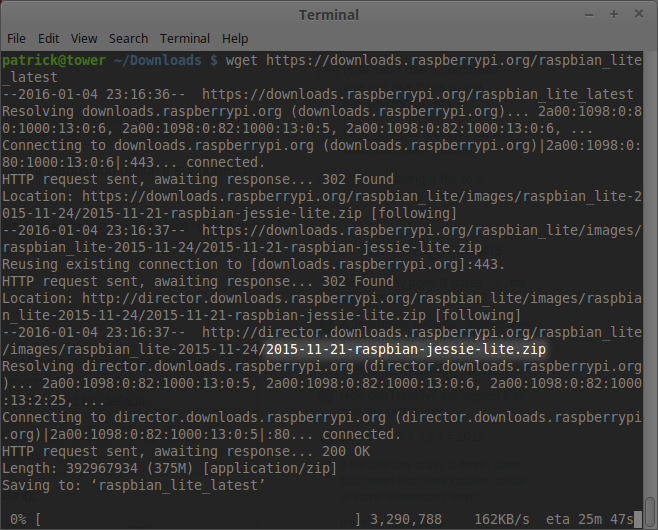 Terminal
File Edit View Search Terminal Help
patrick@tower ~/Downloads $ wget https://downloads.raspberrypi.org/raspbian_lite
_latest
--2016-01-04 23:16:36--  https://downloads.raspberrypi.org/raspbian_lite_latest
Resolving downloads.raspberrypi.org (downloads.raspberrypi.org)... 2a00:1098:0:8
0:1000:13:0:6, 2a00:1098:0:82:1000:13:0:5, 2a00:1098:0:82:1000:13:0:6, ...
Connecting to downloads.raspberrypi.org (downloads.raspberrypi.org)|2a00:1098:0:
80:1000:13:0:6|:443... connected.
HTTP request sent, awaiting response... 302 Found
Location: https://downloads.raspberrypi.org/raspbian_lite/images/raspbian_lite-2
015-11-24/2015-11-21-raspbian-jessie-lite.zip [following]
--2016-01-04 23:16:37--  https://downloads.raspberrypi.org/raspbian_lite/images/
raspbian_lite-2015-11-24/2015-11-21-raspbian-jessie-lite.zip
Reusing existing connection to [downloads.raspberrypi.org]:443.
HTTP request sent, awaiting response... 302 Found
Location: http://director.downloads.raspberrypi.org/raspbian_lite/images/raspbia
n_lite-2015-11-24/2015-11-21-raspbian-jessie-lite.zip [following]
--2016-01-04 23:16:37--  http://director.downloads.raspberrypi.org/raspbian_lite
/images/raspbian_lite-2015-11-24/2015-11-21-raspbian-jessie-lite.zip
Resolving director.downloads.raspberrypi.org (director.downloads.raspberrypi.org
)... 2a00:1098:0:82:1000:13:0:5, 2a00:1098:0:82:1000:13:0:6, 2a00:1098:0:82:1000
:13:2:25, ...
Connecting to director.downloads.raspberrypi.org (director.downloads.raspberrypi
.org)|2a00:1098:0:82:1000:13:0:5|:80... connected.
HTTP request sent, awaiting response... 200 OK
Length: 392967934 (375M) [application/zip]
Saving to: ‘raspbian_lite_latest’
0% [ ] 3,290,788 162KB/s eta 25m 47s